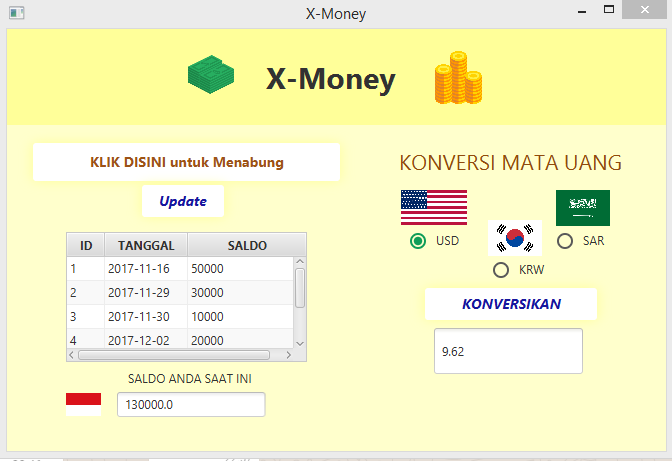 X-Money
X-Money
KLIK DISINI untuk Menabung
Update
ID TANGGAL SALDO
1 2017-11-16 50000
2 2017-11-29 30000
3 2017-11-30 10000
4 2017-12-02 20000
SALDO ANDA SAAT INI
130000.0
KONVERSI MATA UANG
USD
SAR
KRW
KONVERSIKAN
9.62